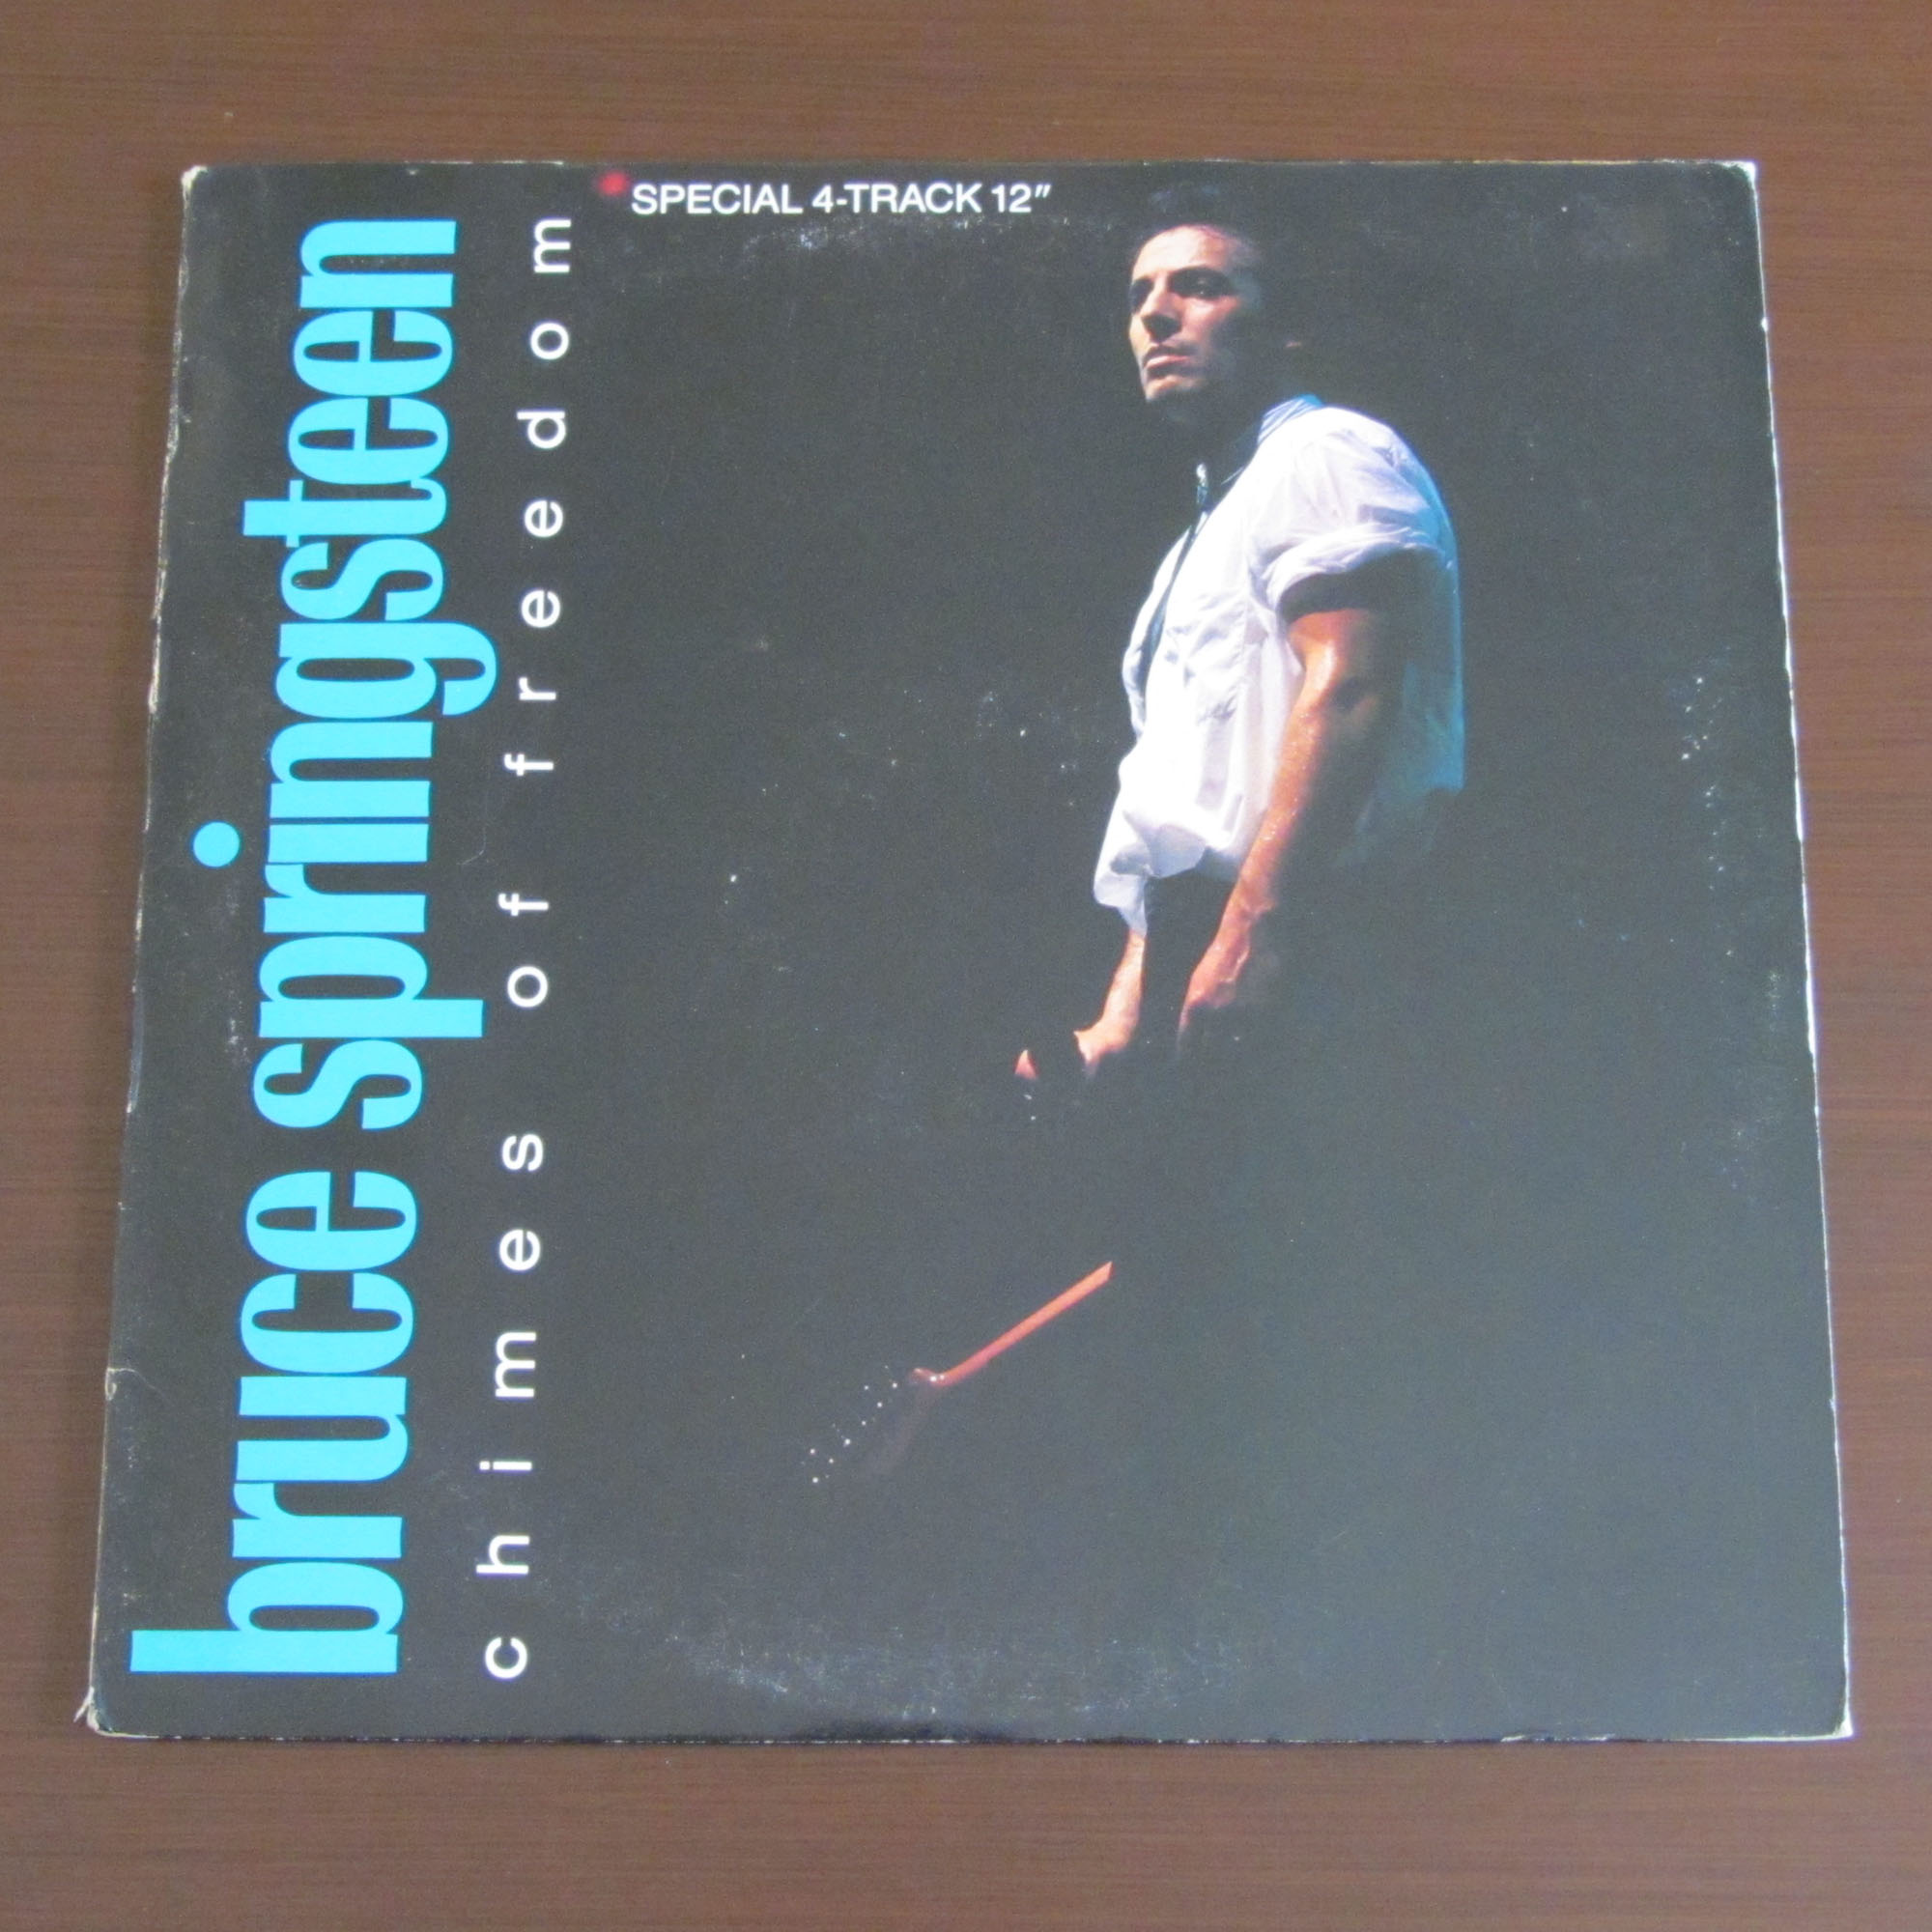 SPECIAL 4-TRACK 12″
bruce springsteen
chimes of freedom